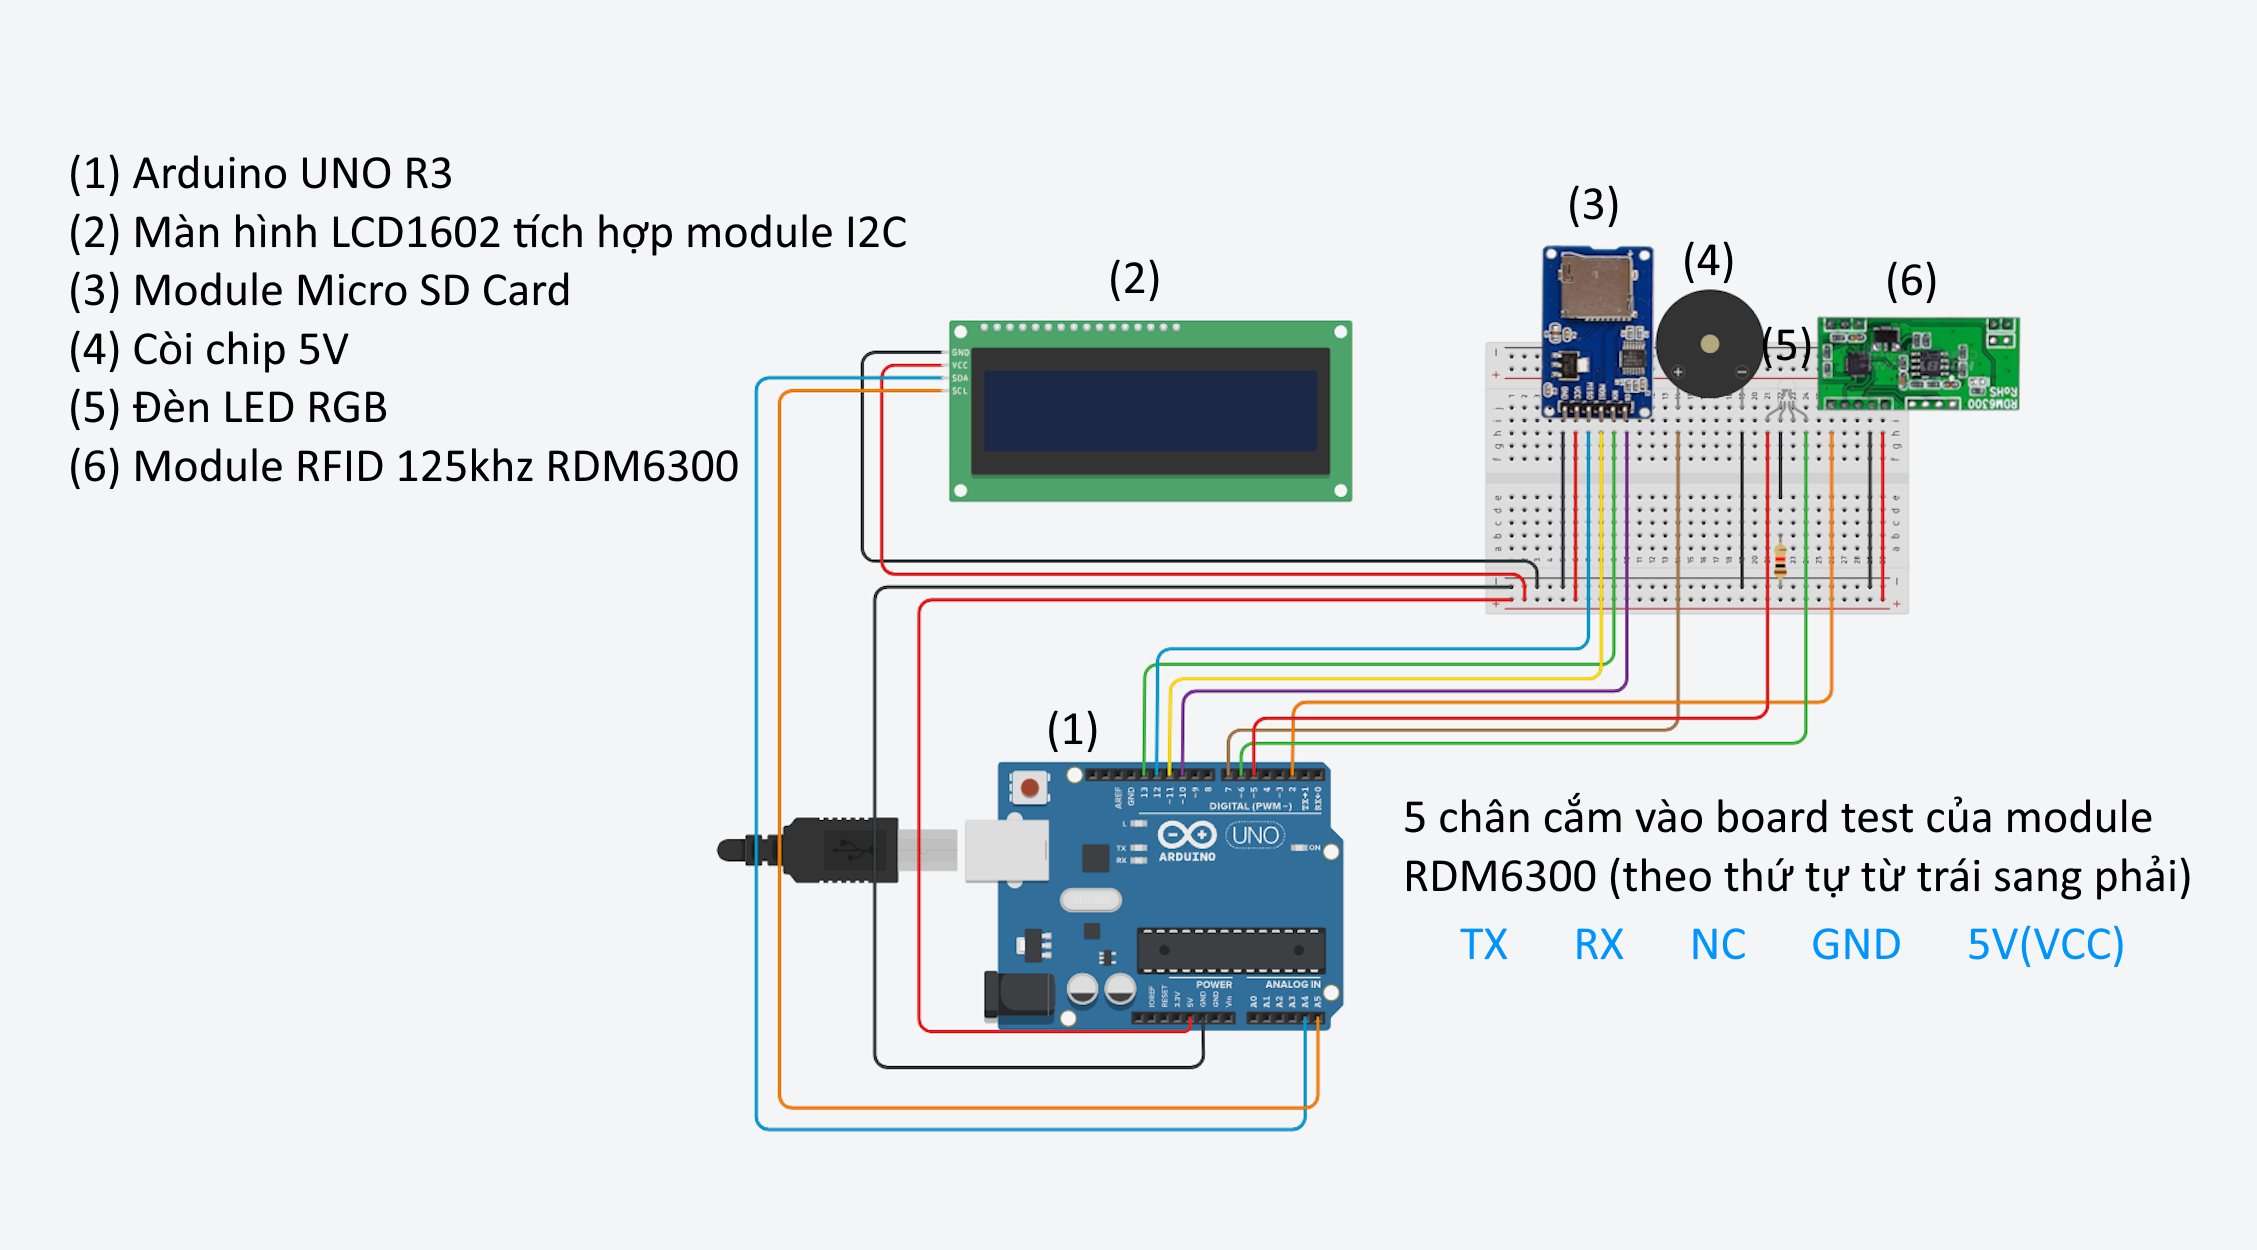 (1) Arduino UNO R3
(2) Màn hình LCD1602 tích hợp module I2C
(3) Module Micro SD Card
(4) Còi chip 5V
(5) Đèn LED RGB
(6) Module RFID 125khz RDM6300
(2)
(3)
(4)
(5)
(6)
GND
VCC
SDA
SCL
RoHS
RDM6300
(1)
AREF
GND
13
12
~11
~10
~9
8
7
~6
~5
4
~3
2
TX→1
RX←0
DIGITAL (PWM~)
L
TX
RX
ARDUINO
UNO
ON
POWER
ANALOG IN
IOREF
RESET
3.3V
5V
GND
GND
Vin
A0
A1
A2
A3
A4
A5
5 chân cắm vào board test của module
RDM6300 (theo thứ tự từ trái sang phải)
TX RX NC GND 5V(VCC)